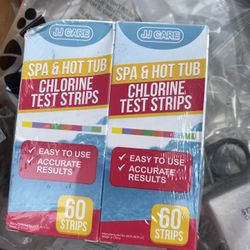 JJ CARE
SPA & HOT TUB
CHLORINE
TEST STRIPS
EASY TO USE
ACCURATE
RESULTS
60
STRIPS
JJ CARE
SPA & HOT TUB
CHLORINE
TEST STRIPS
EASY TO USE
ACCURATE
RESULTS
60
STRIPS